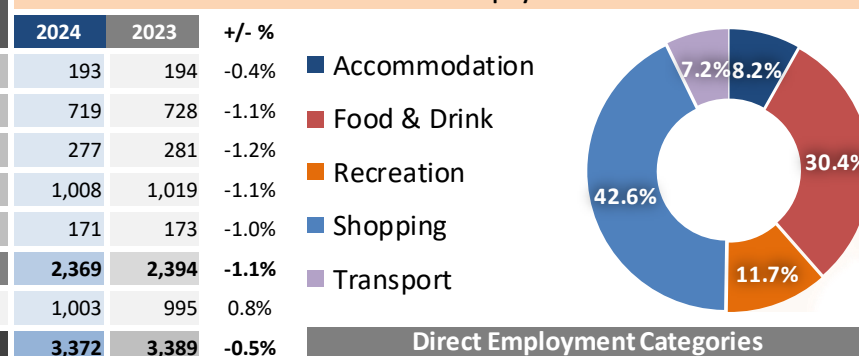 2024 2023 +/- %
193 194 -0.4%
719 728 -1.1%
277 281 -1.2%
1,008 1,019 -1.1%
171 173 -1.0%
2,369 2,394 -1.1%
1,003 995 0.8%
3,372 3,389 -0.5%
Accommodation
Food & Drink
Recreation
Shopping
Transport
7.2% 8.2%
30.4%
42.6%
11.7%
Direct Employment Categories